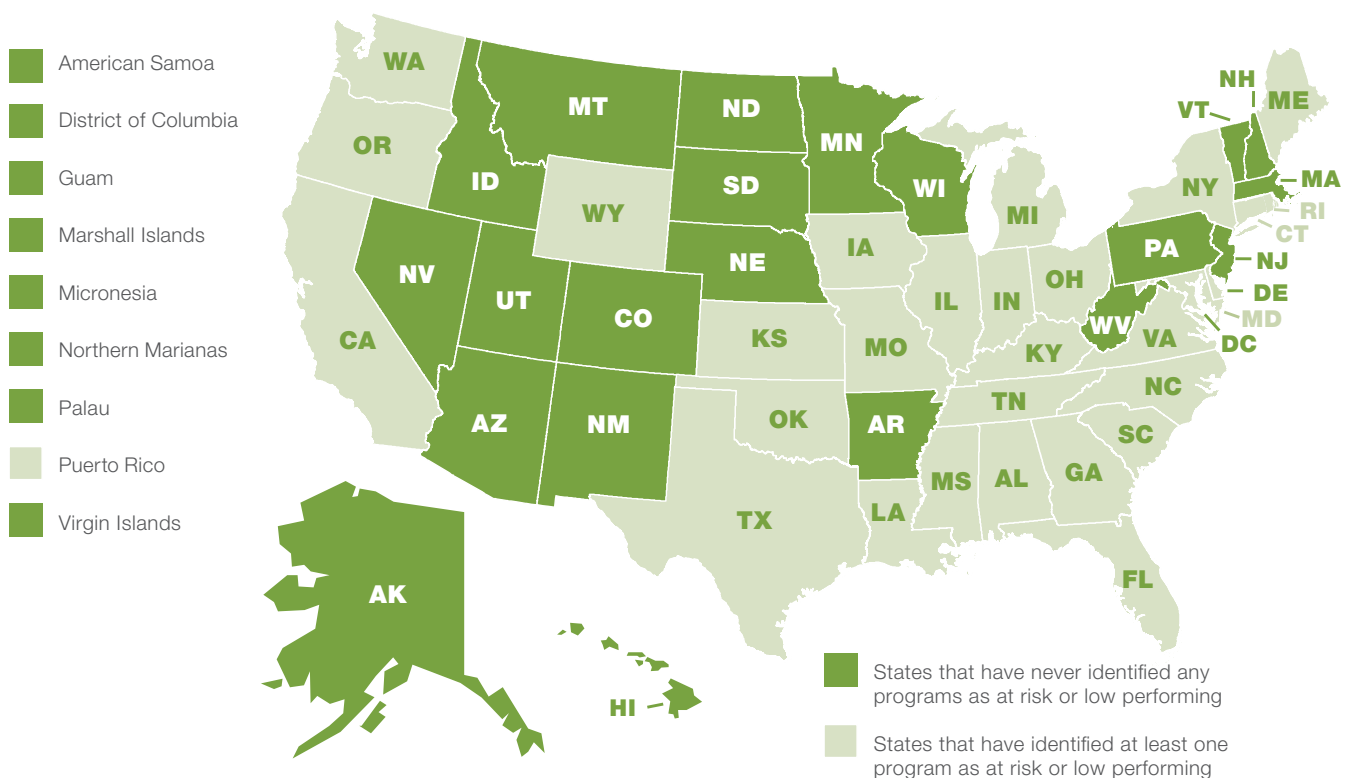 American Samoa
District of Columbia
Guam
Marshall Islands
Micronesia
Northern Marianas
Palau
Puerto Rico
Virgin Islands
WA
OR
CA
MT
ID
NV
WY
UT
AZ
CO
NM
ND
SD
NE
KS
OK
TX
MN
IA
MO
AR
LA
WI
IL
MI
IN
OH
KY
TN
MS
AL
GA
FL
SC
NC
VA
WV
PA
NY
VT
NH
ME
MA
RI
CT
NJ
DE
MD
DC
AK
HI
States that have never identified any
programs as at risk or low performing
States that have identified at least one
program as at risk or low performing